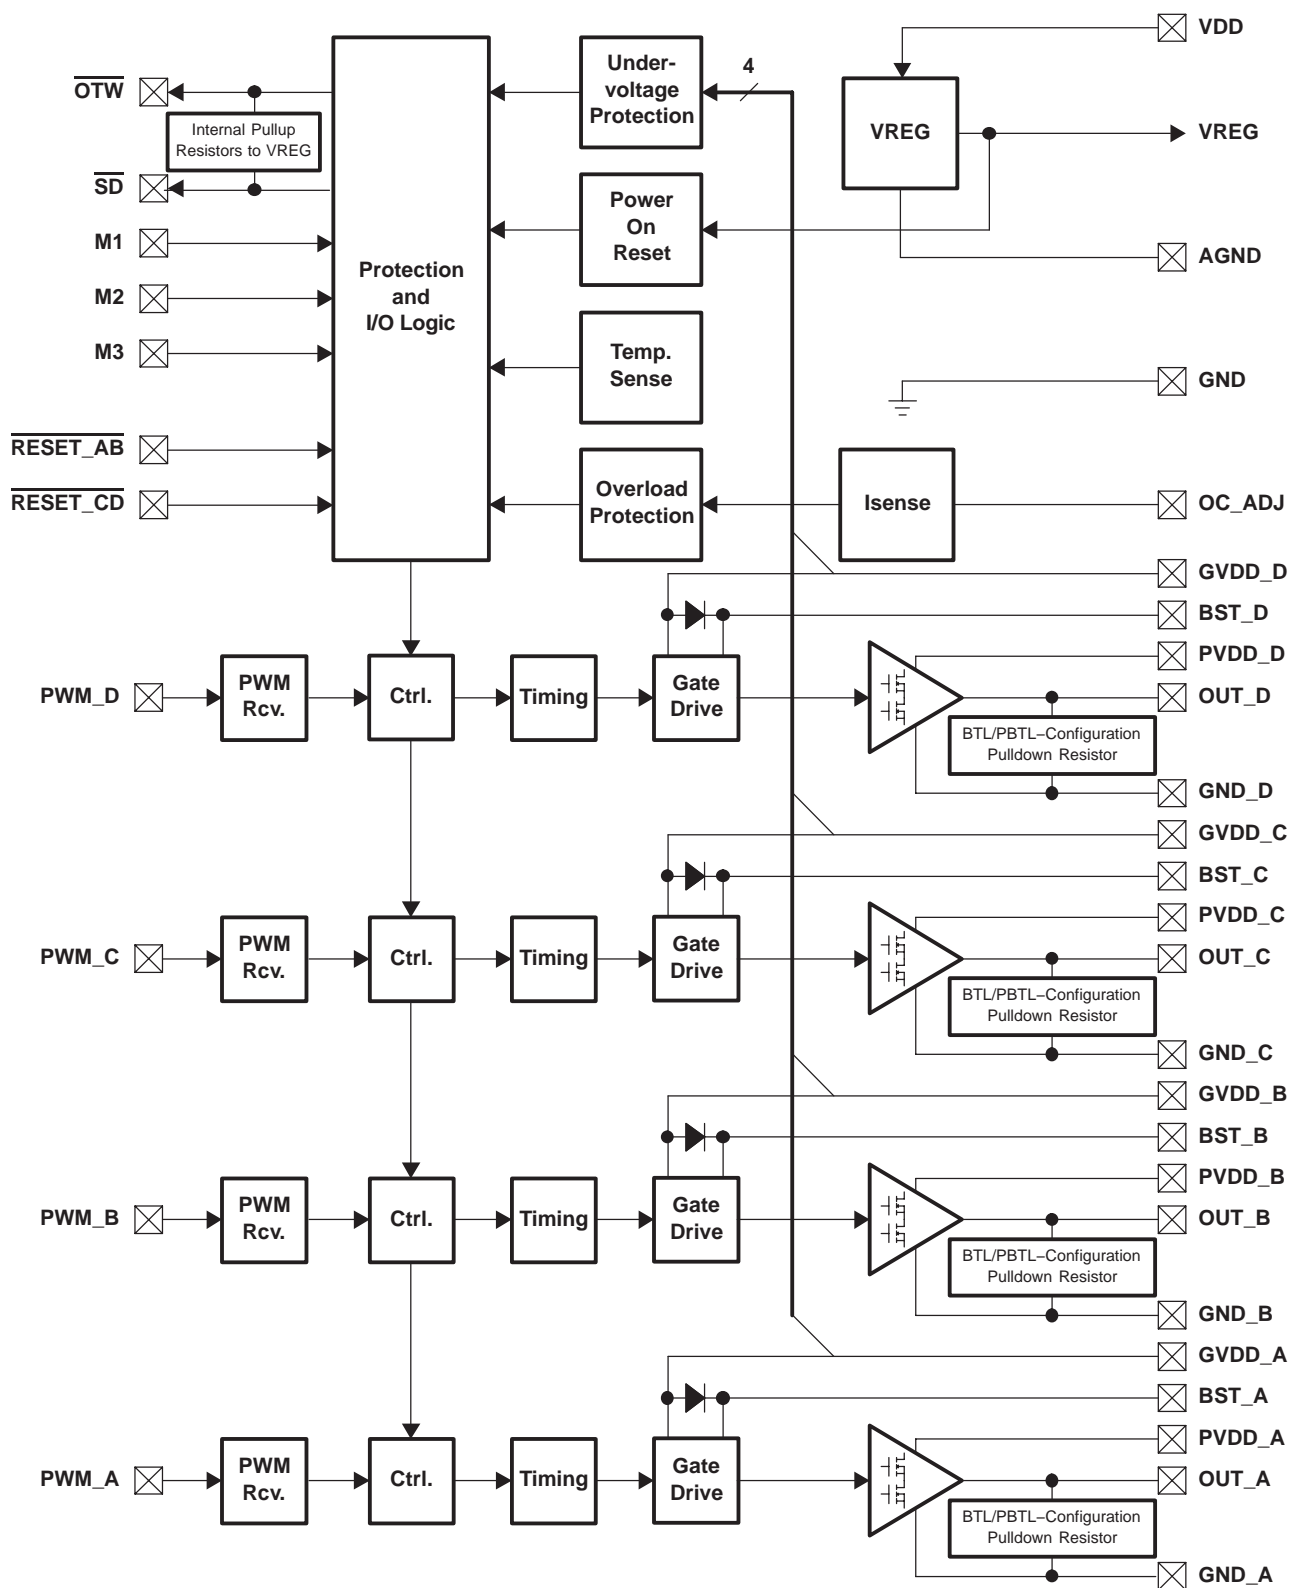 VDD
Under-
voltage
Protection
4
OTW
Internal Pullup
Resistors to VREG
VREG
VREG
SD
Power
On
Reset
M1
AGND
Protection
and
I/O Logic
M2
M3
Temp.
Sense
GND
RESET_AB
RESET_CD
Overload
Protection
Isense
OC_ADJ
GVDD_D
BST_D
PVDD_D
PWM_D
PWM
Rcv.
Ctrl.
Timing
Gate
Drive
OUT_D
BTL/PBTL–Configuration
Pulldown Resistor
GND_D
GVDD_C
BST_C
PVDD_C
PWM_C
PWM
Rcv.
Ctrl.
Timing
Gate
Drive
OUT_C
BTL/PBTL–Configuration
Pulldown Resistor
GND_C
GVDD_B
BST_B
PVDD_B
PWM_B
PWM
Rcv.
Ctrl.
Timing
Gate
Drive
OUT_B
BTL/PBTL–Configuration
Pulldown Resistor
GND_B
GVDD_A
BST_A
PVDD_A
PWM_A
PWM
Rcv.
Ctrl.
Timing
Gate
Drive
OUT_A
BTL/PBTL–Configuration
Pulldown Resistor
GND_A